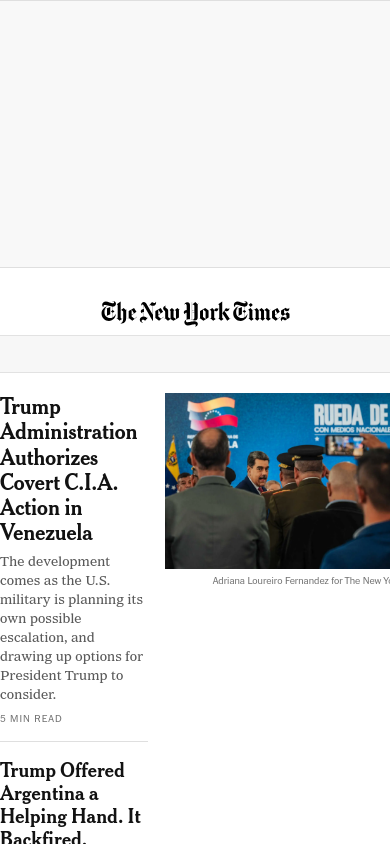 The New York Times
Trump
Administration
Authorizes
Covert C.I.A.
Action in
Venezuela
RUEDA DE
CON MEDIOS NACIONALE
The development
comes as the U.S.
military is planning its
own possible
escalation, and
drawing up options for
President Trump to
consider.
Adriana Loureiro Fernandez for The New Yo
5 MIN READ
Trump Offered
Argentina a
Helping Hand. It
Backfired.